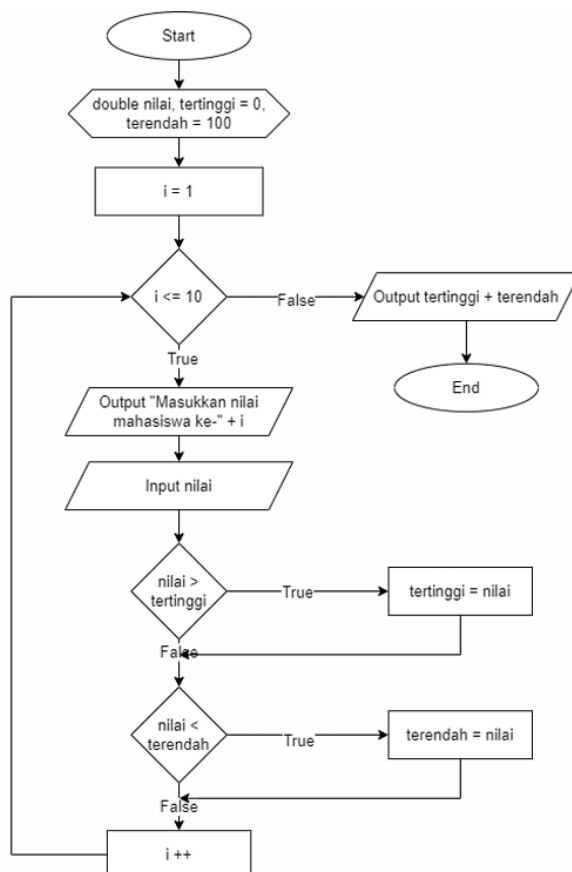 Start
double nilai, tertinggi = 0,
terendah = 100
i = 1
i <= 10
False
Output tertinggi + terendah
End
True
Output "Masukkan nilai
mahasiswa ke-" + i
Input nilai
nilai >
tertinggi
True
tertinggi = nilai
False
nilai <
terendah
True
terendah = nilai
False
i ++